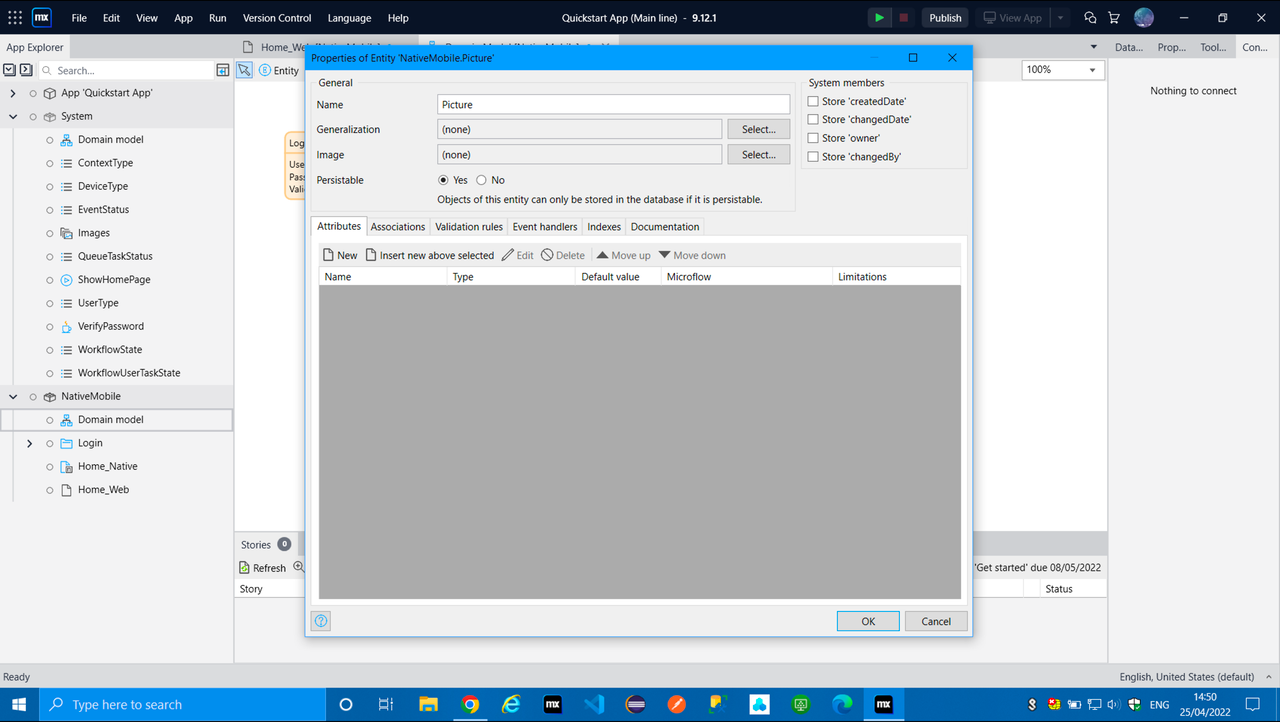 mx File Edit View App Run Version Control Language Help Quickstart App (Main line) - 9.12.1 Publish View App
App Explorer
Data... Prop... Tool... Con...
Search...
Entity
100%
App 'Quickstart App'
System
Domain model
ContextType
DeviceType
EventStatus
Images
QueueTaskStatus
ShowHomePage
UserType
VerifyPassword
WorkflowState
WorkflowUserTaskState
NativeMobile
Domain model
Login
Home_Native
Home_Web
Properties of Entity 'NativeMobile.Picture'
General
Name Picture
Generalization (none) Select...
Image (none) Select...
Persistable Yes No
Objects of this entity can only be stored in the database if it is persistable.
System members
Store 'createdDate'
Store 'changedDate'
Store 'owner'
Store 'changedBy'
Attributes Associations Validation rules Event handlers Indexes Documentation
New Insert new above selected Edit Delete Move up Move down
Name Type Default value Microflow Limitations
OK Cancel
Nothing to connect
Stories 0
Refresh
'Get started' due 08/05/2022
Story Status
Ready
English, United States (default)
Type here to search
mx
mx
ENG
14:50
25/04/2022